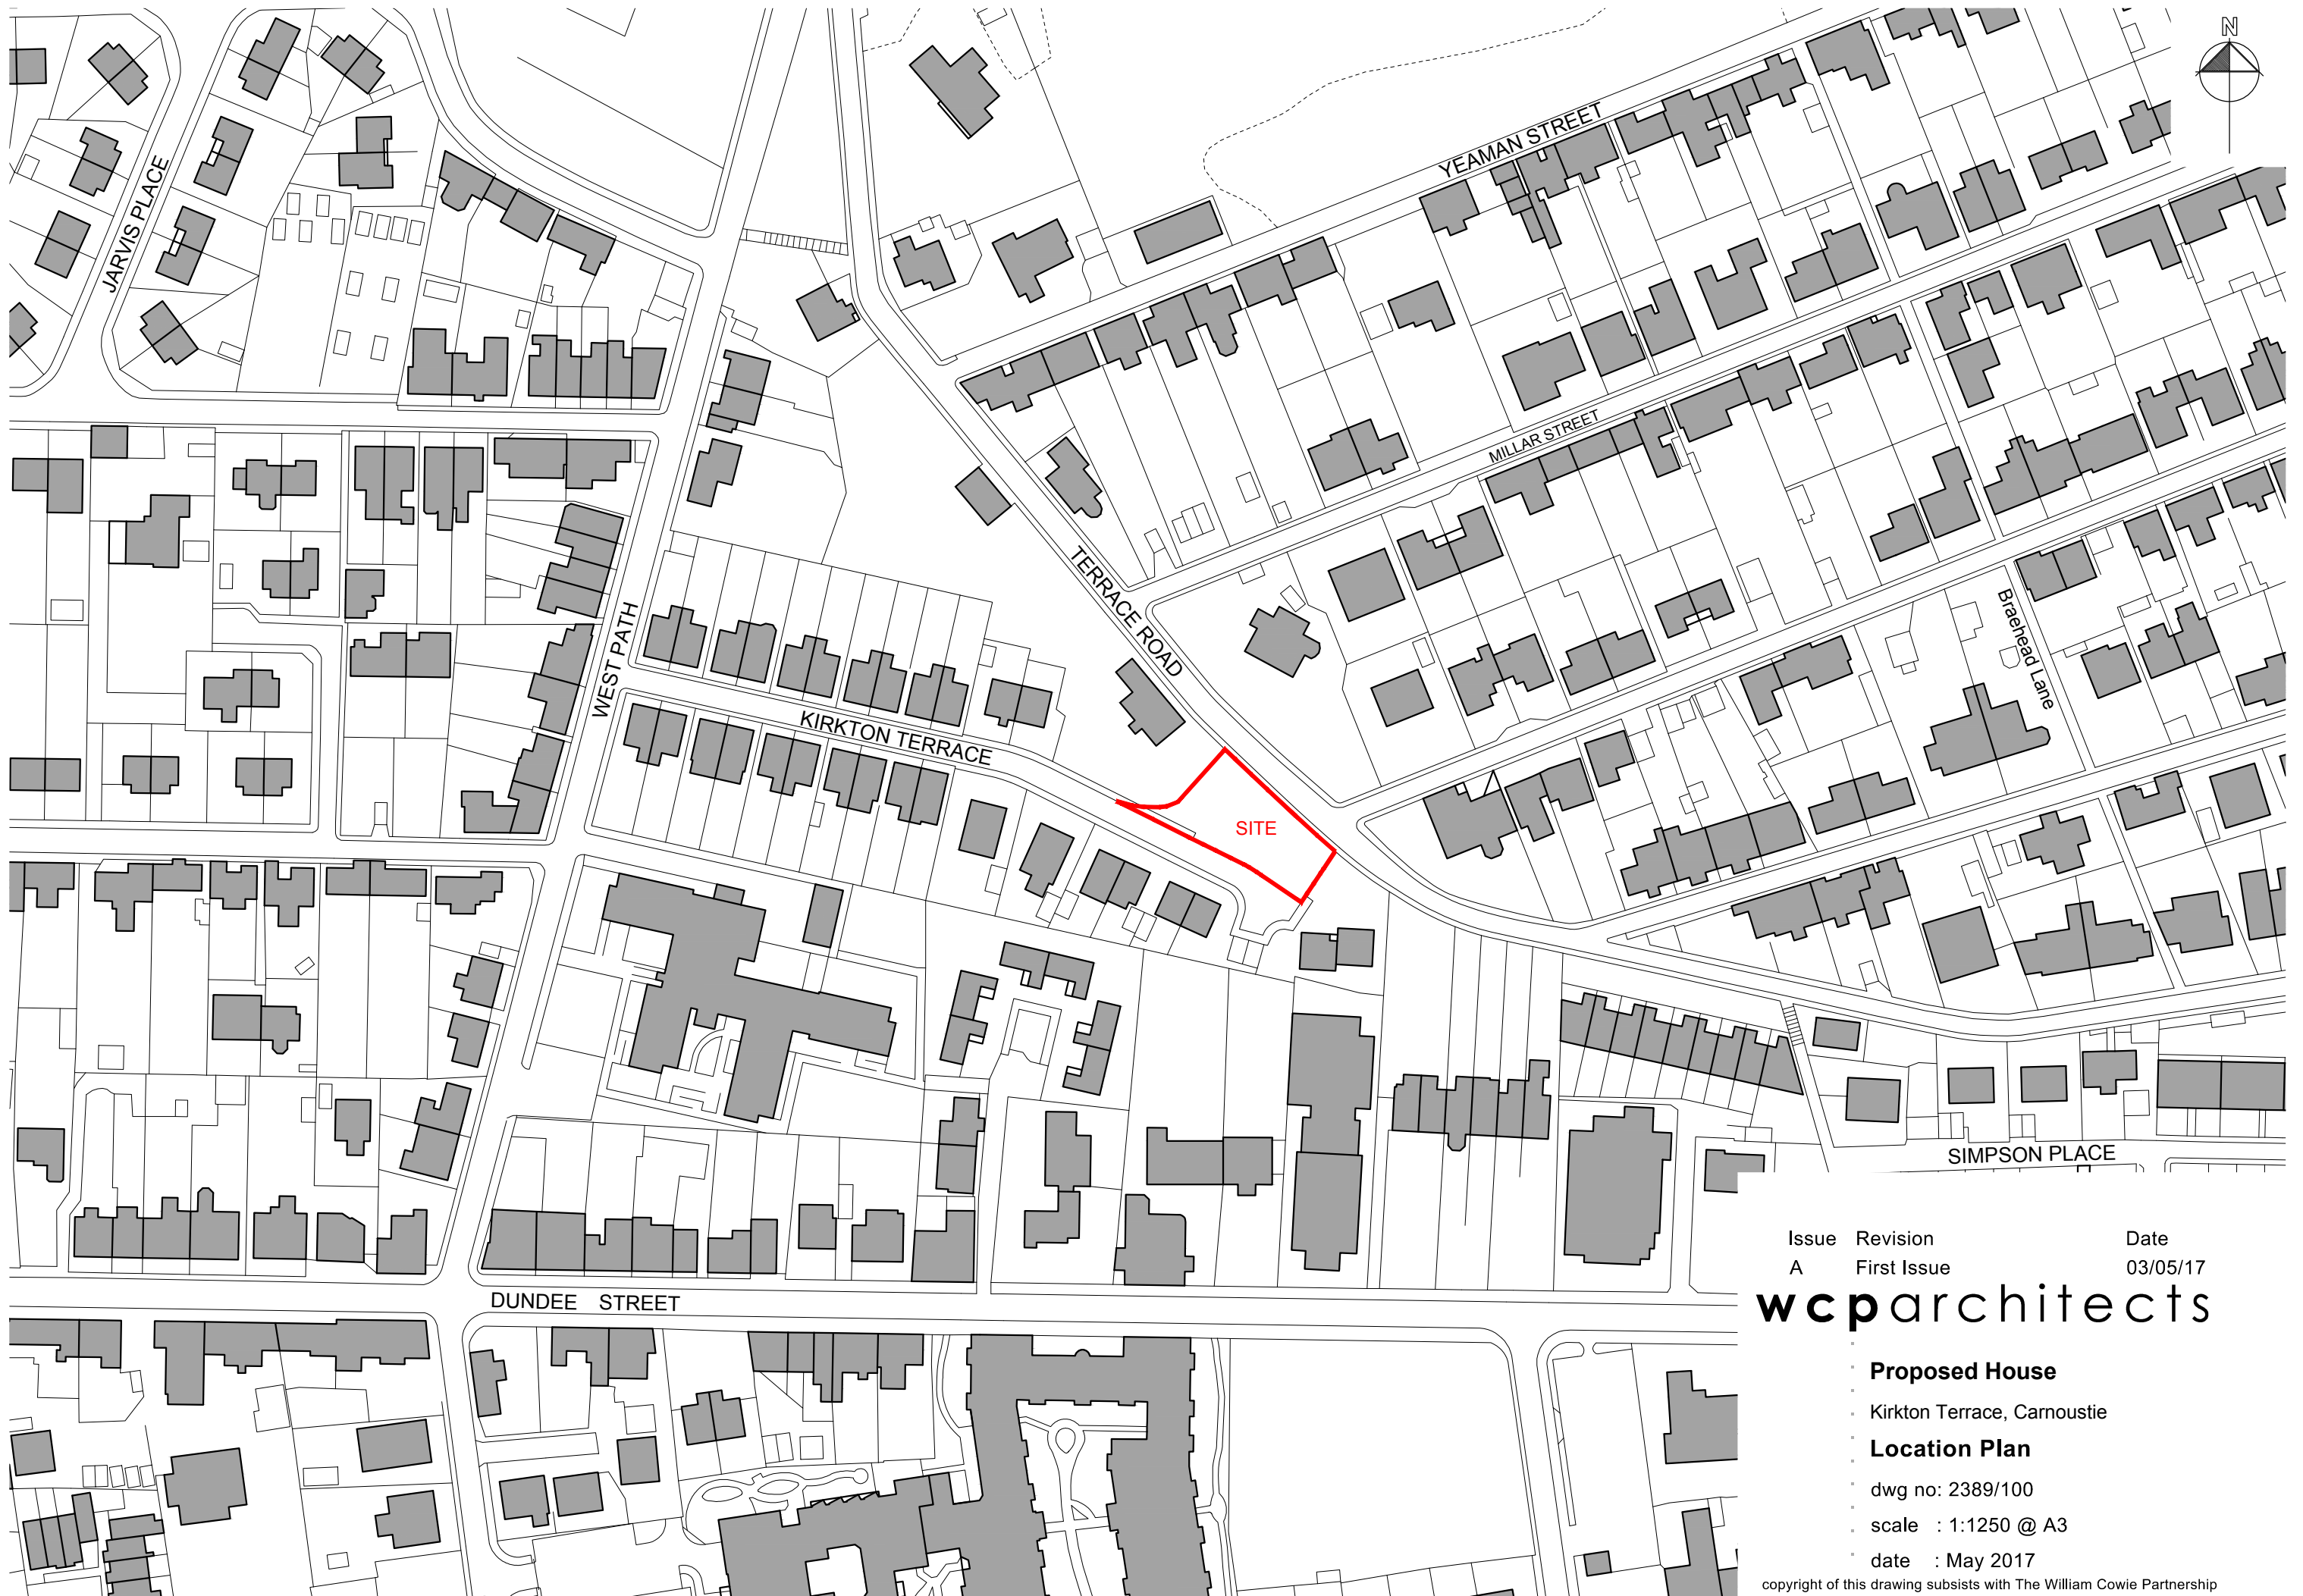 N
YEAMAN STREET
JARVIS PLACE
MILLAR STREET
TERRACE ROAD
Braehead Lane
WEST PATH
KIRKTON TERRACE
SITE
SIMPSON PLACE
DUNDEE STREET
Issue Revision Date
A First Issue 03/05/17
wcparchitects
Proposed House
Kirkton Terrace, Carnoustie
Location Plan
dwg no: 2389/100
scale : 1:1250 @ A3
date : May 2017
copyright of this drawing subsists with The William Cowie Partnership